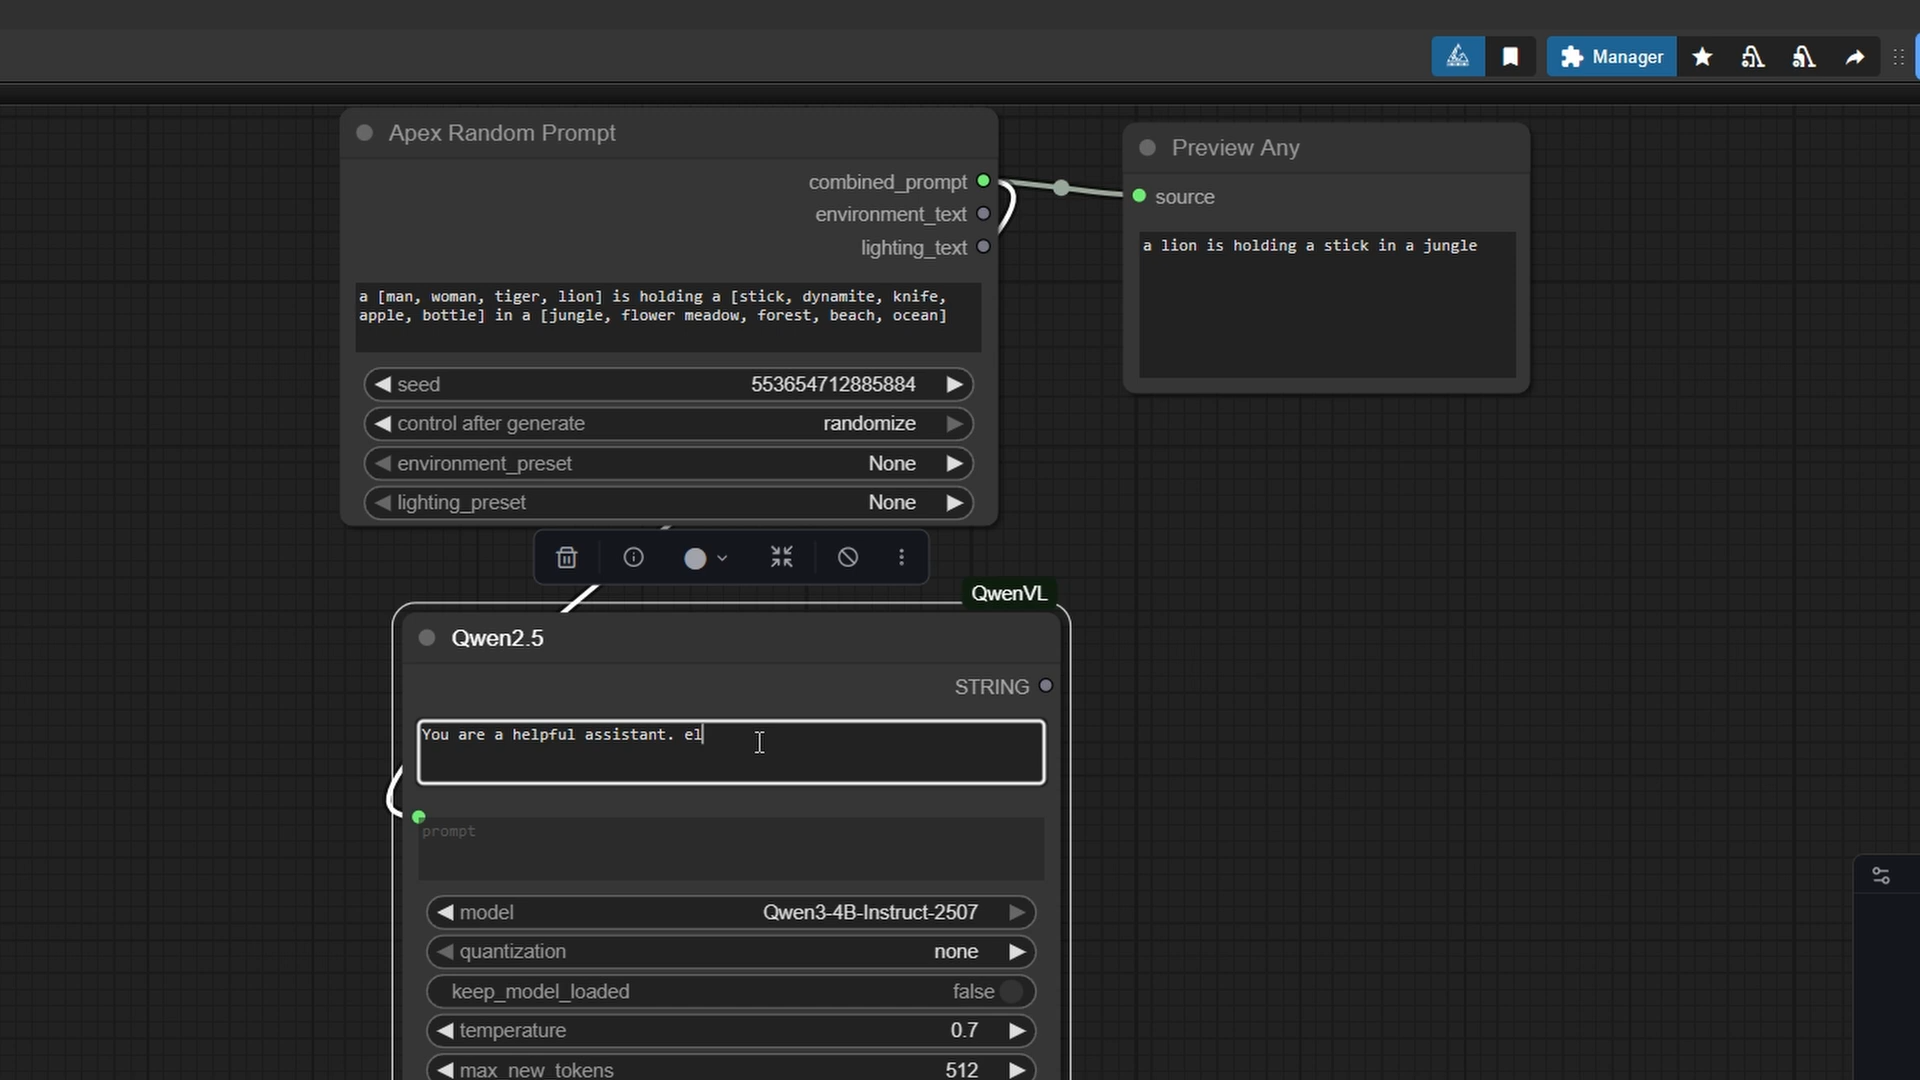 Manager
Apex Random Prompt
combined_prompt
environment_text
lighting_text
a [man, woman, tiger, lion] is holding a [stick, dynamite, knife,
apple, bottle] in a [jungle, flower meadow, forest, beach, ocean]
seed 553654712885884
control after generate randomize
environment_preset None
lighting_preset None
Preview Any
source
a lion is holding a stick in a jungle
QwenVL
Qwen2.5
STRING
You are a helpful assistant. el
prompt
model Qwen3-4B-Instruct-2507
quantization none
keep_model_loaded false
temperature 0.7
max_new_tokens 512